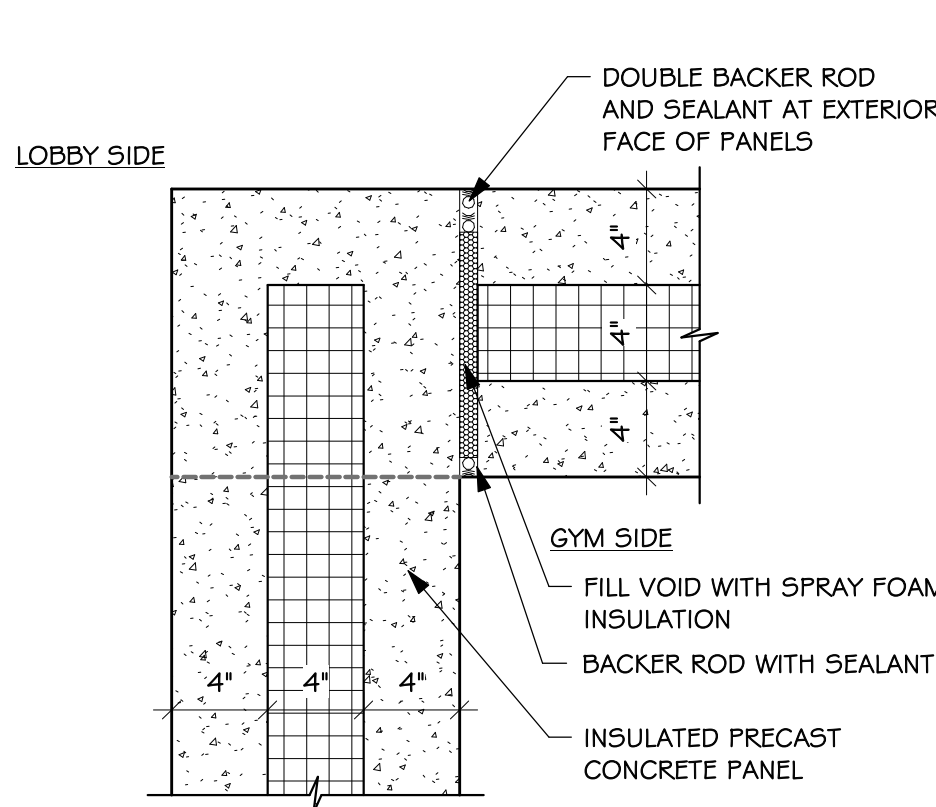 DOUBLE BACKER ROD
AND SEALANT AT EXTERIOR
FACE OF PANELS
LOBBY SIDE
4"
4"
4"
GYM SIDE
FILL VOID WITH SPRAY FOAM
INSULATION
BACKER ROD WITH SEALANT
4" 4" 4"
INSULATED PRECAST
CONCRETE PANEL